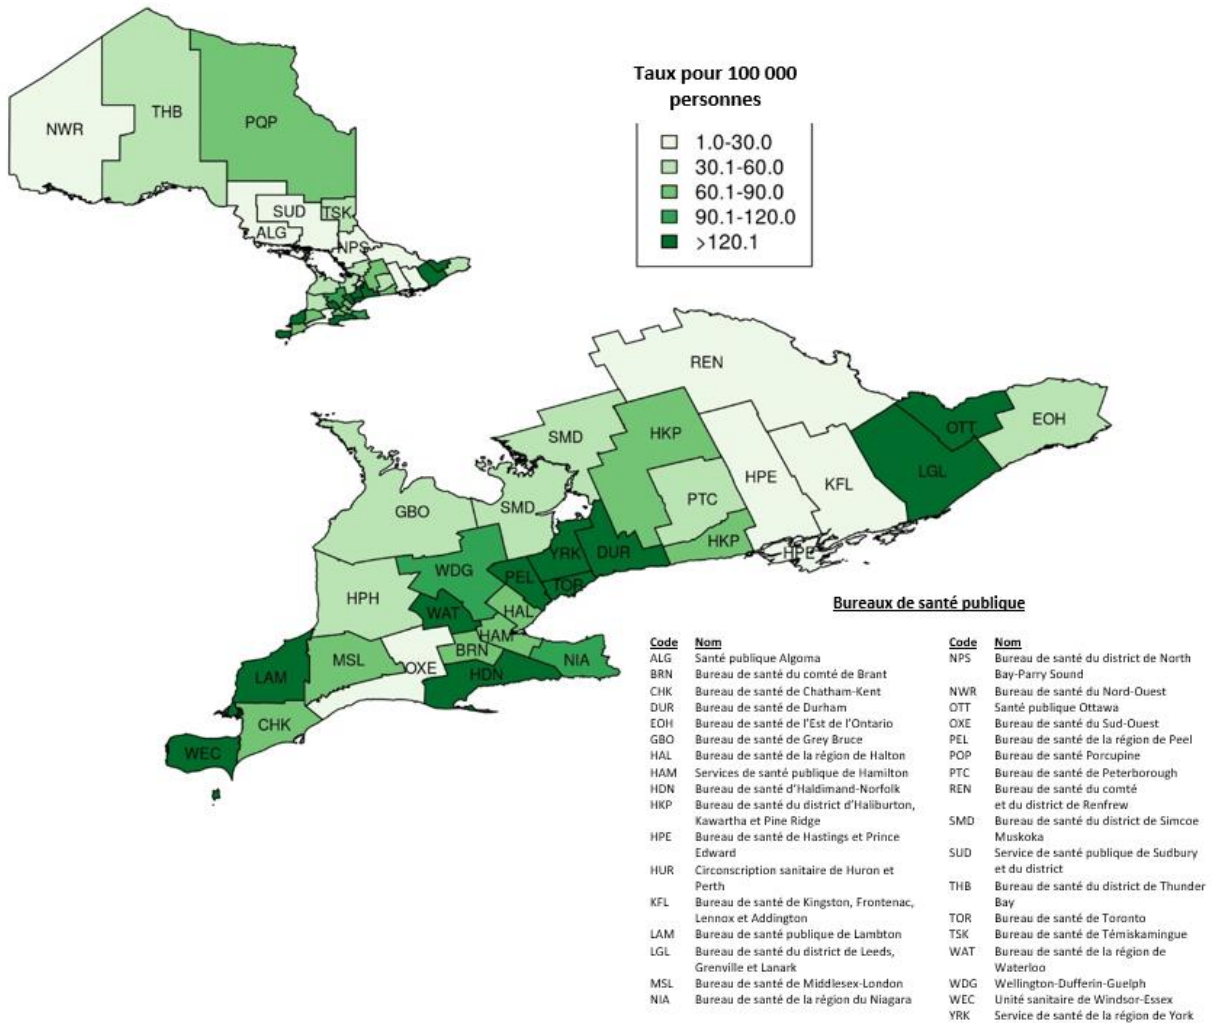 Taux pour 100 000
personnes
1.0-30.0
30.1-60.0
60.1-90.0
90.1-120.0
>120.1
NWR
THB
PQP
SUD
TSK
ALG
NPS
REN
SMD
HKP
OTT
EOH
LGL
HPE
KFL
PTC
GBO
SMD
HKP
HPE
YRK
DUR
WDG
PEL
TOR
HPH
WAT
HAL
HAM
BRN
MSL
OXE
NIA
LAM
HDN
CHK
WEC
Bureaux de santé publique
Code Nom
ALG Santé publique Algoma
BRN Bureau de santé du comté de Brant
CHK Bureau de santé de Chatham-Kent
DUR Bureau de santé de Durham
EOH Bureau de santé de l'Est de l'Ontario
GBO Bureau de santé de Grey Bruce
HAL Bureau de santé de la région de Halton
HAM Services de santé publique de Hamilton
HDN Bureau de santé d'Haldimand-Norfolk
HKP Bureau de santé du district d'Haliburton,
Kawartha et Pine Ridge
HPE Bureau de santé de Hastings et Prince
Edward
HUR Circonscription sanitaire de Huron et
Perth
KFL Bureau de santé de Kingston, Frontenac,
Lennox et Addington
LAM Bureau de santé publique de Lambton
LGL Bureau de santé du district de Leeds,
Grenville et Lanark
MSL Bureau de santé de Middlesex-London
NIA Bureau de santé de la région du Niagara
Code Nom
NPS Bureau de santé du district de North
Bay-Parry Sound
NWR Bureau de santé du Nord-Ouest
OTT Santé publique Ottawa
OXE Bureau de santé du Sud-Ouest
PEL Bureau de santé de la région de Peel
POP Bureau de santé Porcupine
PTC Bureau de santé de Peterborough
REN Bureau de santé du comté
et du district de Renfrew
SMD Bureau de santé du district de Simcoe
Muskoka
SUD Service de santé publique de Sudbury
et du district
THB Bureau de santé du district de Thunder
Bay
TOR Bureau de santé de Toronto
TSK Bureau de santé de Témiskamingue
WAT Bureau de santé de la région de
Waterloo
WDG Wellington-Dufferin-Guelph
WEC Unité sanitaire de Windsor-Essex
YRK Service de santé de la région de York